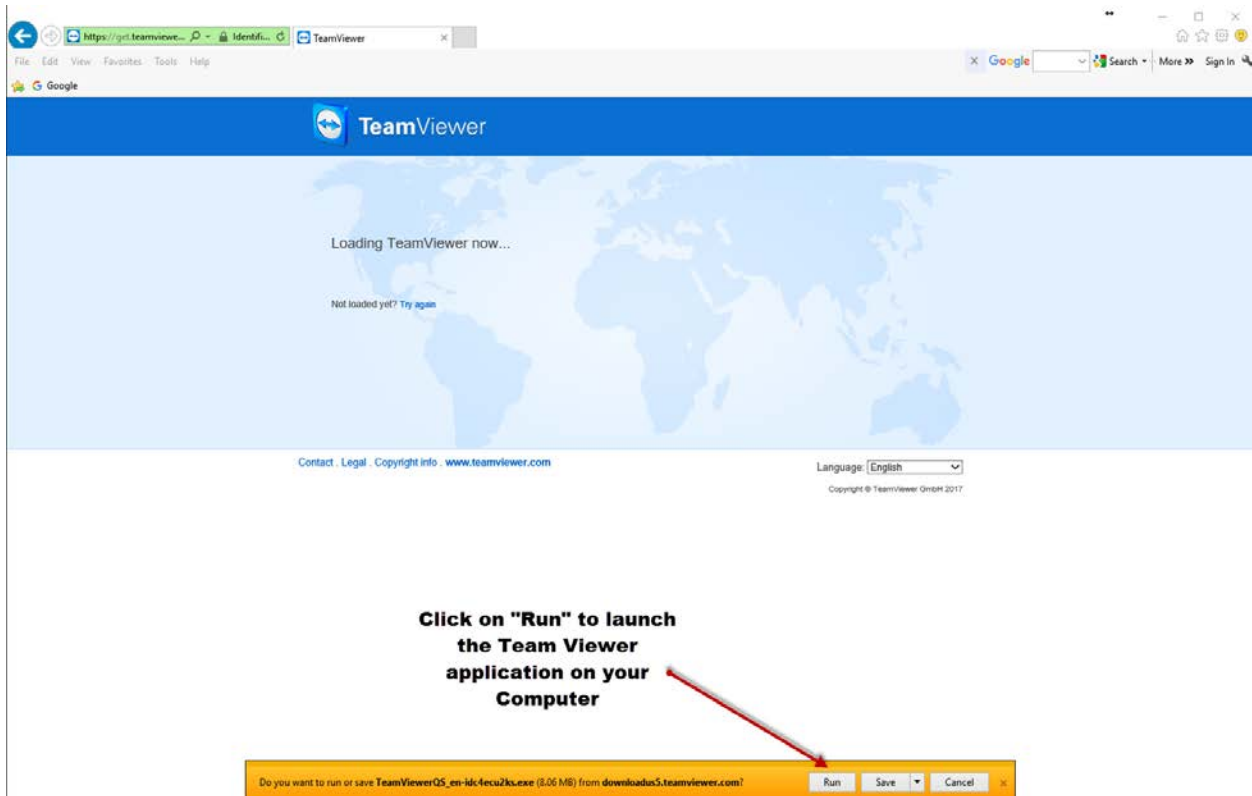 https://get.teamviewe... Identifi... TeamViewer
File Edit View Favorites Tools Help
Google Search More » Sign In
Google
TeamViewer
Loading TeamViewer now...
Not loaded yet? Try again
Contact . Legal . Copyright info . www.teamviewer.com
Language: English
Copyright © TeamViewer GmbH 2017
Click on "Run" to launch
the Team Viewer
application on your
Computer
Do you want to run or save TeamViewerQS_en-idc4ecu2ks.exe (8.06 MB) from downloadus5.teamviewer.com? Run Save Cancel